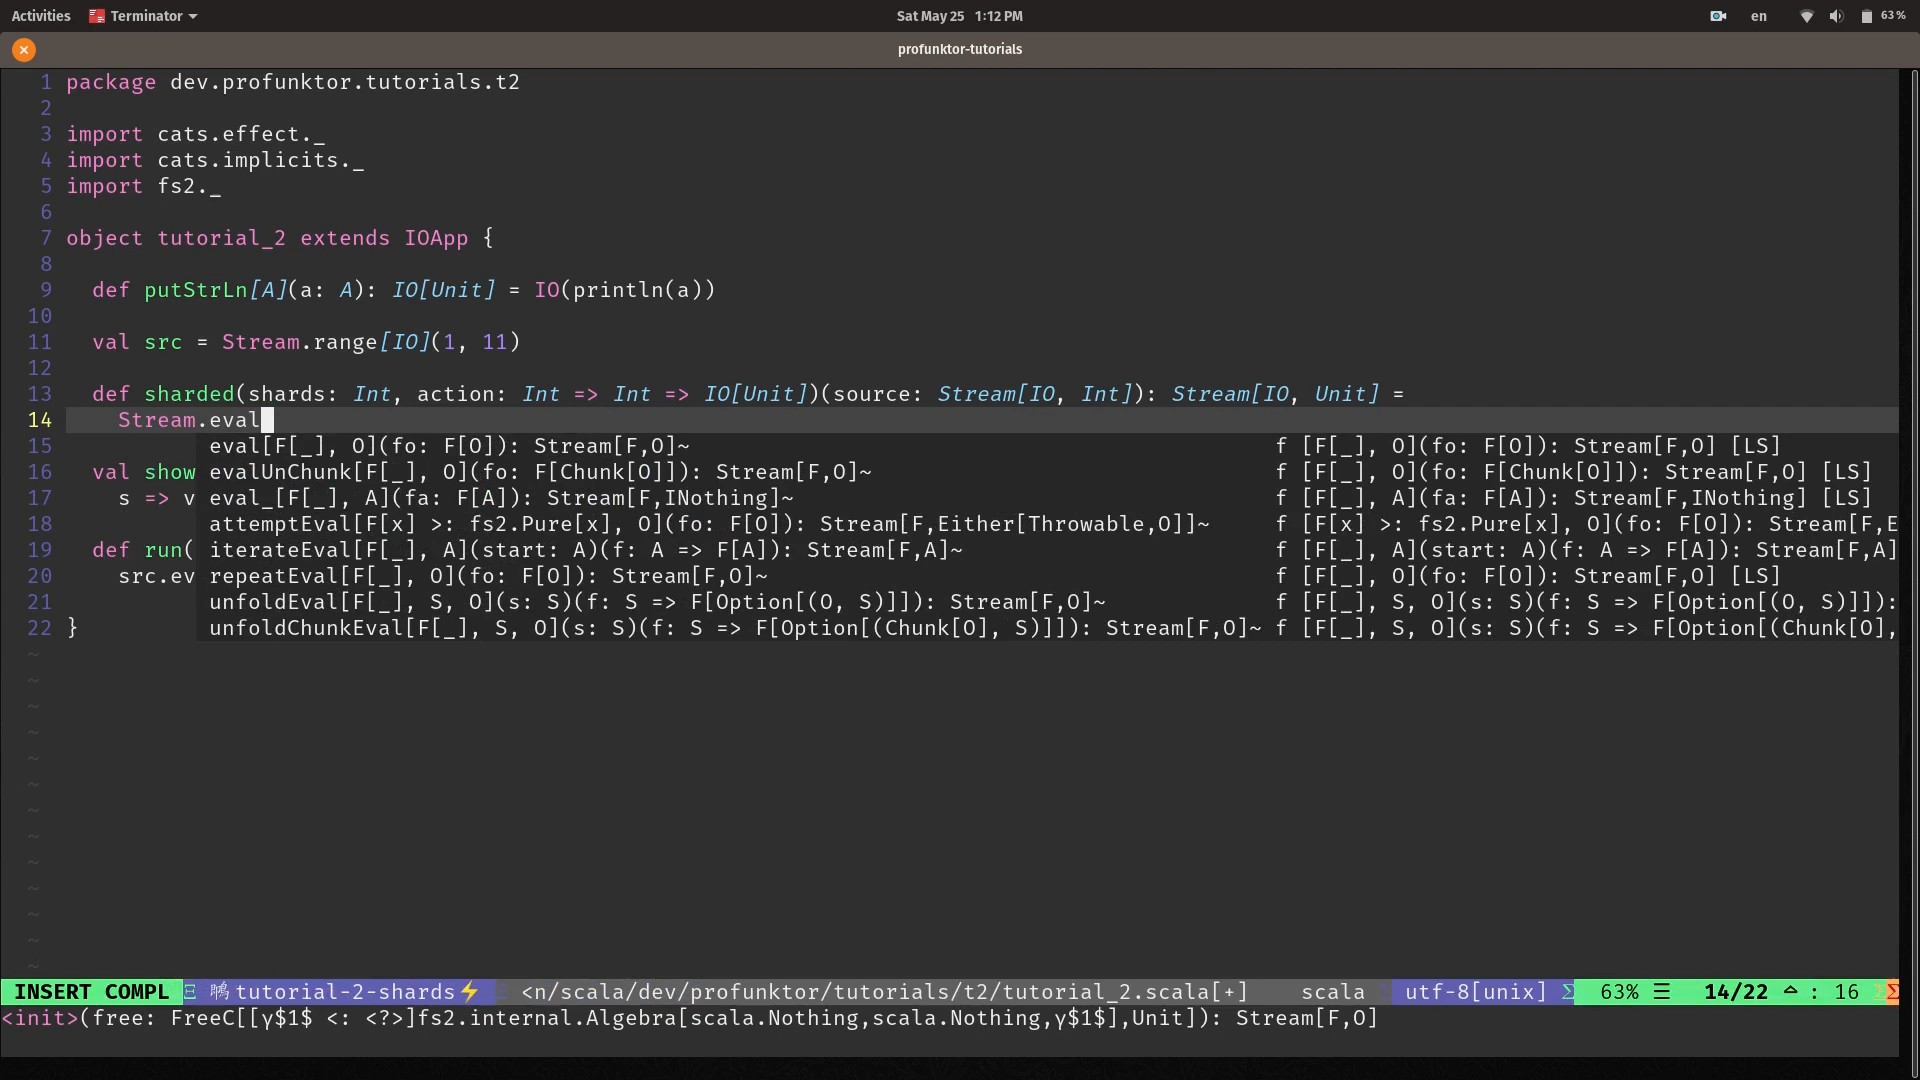 Activities Terminator Sat May 25 1:12 PM en 63 %
profunktor-tutorials
1 package dev.profunktor.tutorials.t2
2
3 import cats.effect._
4 import cats.implicits._
5 import fs2._
6
7 object tutorial_2 extends IOApp {
8
9 def putStrLn[A](a: A): IO[Unit] = IO(println(a))
10
11 val src = Stream.range[IO](1, 11)
12
13 def sharded(shards: Int, action: Int => Int => IO[Unit])(source: Stream[IO, Int]): Stream[IO, Unit] =
14 Stream.eval
15 eval[F[_], O](fo: F[O]): Stream[F,O]~ f [F[_], O](fo: F[O]): Stream[F,O] [LS]
16 val show evalUnChunk[F[_], O](fo: F[Chunk[O]]): Stream[F,O]~ f [F[_], O](fo: F[Chunk[O]]): Stream[F,O] [LS]
17 s => v eval_[F[_], A](fa: F[A]): Stream[F,INothing]~ f [F[_], A](fa: F[A]): Stream[F,INothing] [LS]
18 attemptEval[F[x] >: fs2.Pure[x], O](fo: F[O]): Stream[F,Either[Throwable,O]]~ f [F[x] >: fs2.Pure[x], O](fo: F[O]): Stream[F,E
19 def run( iterateEval[F[_], A](start: A)(f: A => F[A]): Stream[F,A]~ f [F[_], A](start: A)(f: A => F[A]): Stream[F,A]
20 src.ev repeatEval[F[_], O](fo: F[O]): Stream[F,O]~ f [F[_], O](fo: F[O]): Stream[F,O] [LS]
21 unfoldEval[F[_], S, O](s: S)(f: S => F[Option[(O, S)]]): Stream[F,O]~ f [F[_], S, O](s: S)(f: S => F[Option[(O, S)]]):
22 } unfoldChunkEval[F[_], S, O](s: S)(f: S => F[Option[(Chunk[O], S)]]): Stream[F,O]~ f [F[_], S, O](s: S)(f: S => F[Option[(Chunk[O],
~
~
~
~
~
~
~
~
~
~
~
~
~
INSERT COMPL tutorial-2-shards⚡ <n/scala/dev/profunktor/tutorials/t2/tutorial_2.scala[+] scala utf-8[unix] 63% ☰ 14/22 : 16
<init>(free: FreeC[[γ$1$ <: <?>]fs2.internal.Algebra[scala.Nothing,scala.Nothing,γ$1$],Unit]): Stream[F,O]